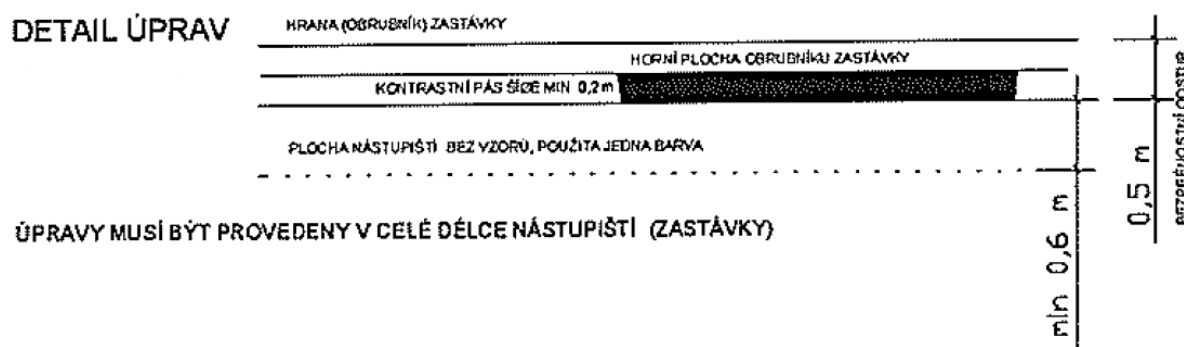 DETAIL ÚPRAV
HRANA (OBRUBNÍK) ZASTÁVKY
HORNÍ PLOCHA OBRUBNÍKU ZASTÁVKY
KONTRASTNÍ PÁS ŠÍŘE MIN 0,2 m
PLOCHA NÁSTUPIŠTĚ BEZ VZORŮ, POUŽITA JEDNA BARVA
ÚPRAVY MUSÍ BÝT PROVEDENY V CELÉ DÉLCE NÁSTUPIŠTĚ (ZASTÁVKY)
min 0,6 m
0,5 m
BEZPEČNOSTNÍ ODSTUP